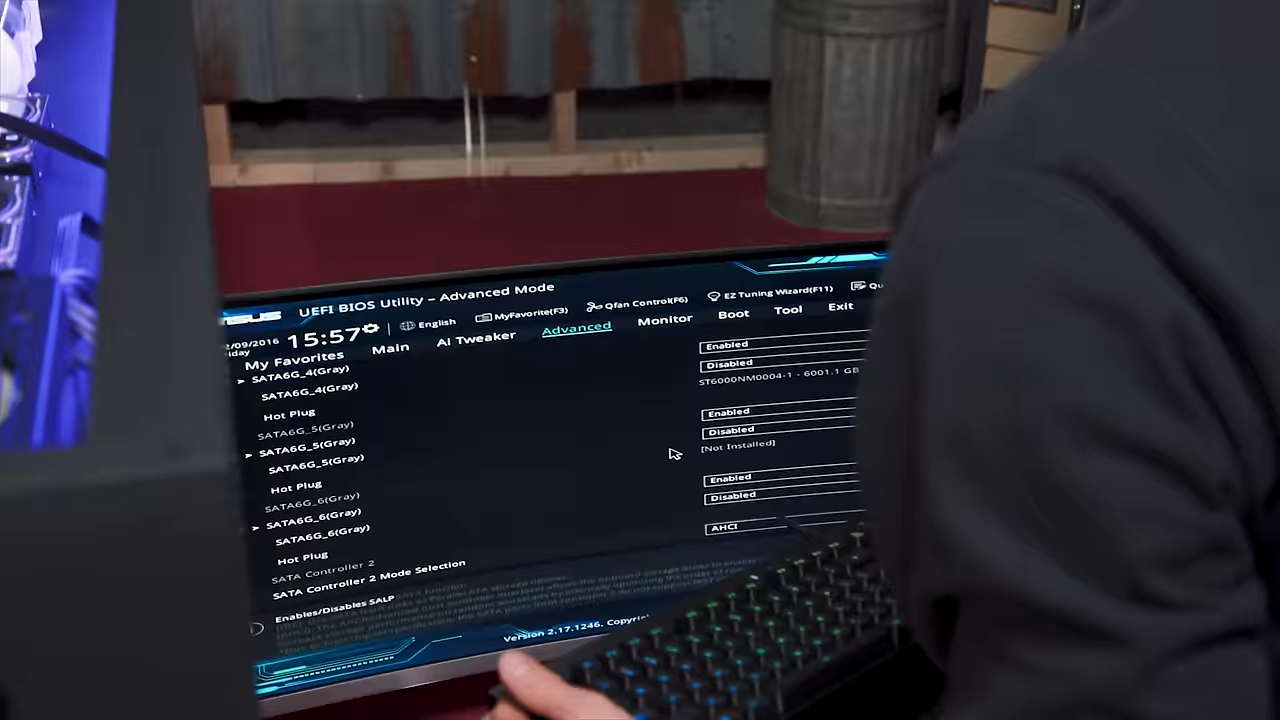 UEFI BIOS Utility – Advanced Mode
/09/2016 15:57 English MyFavorite(F3) Qfan Control(F6) EZ Tuning Wizard(F11) Qu
My Favorites Main Ai Tweaker Advanced Monitor Boot Tool Exit
SATA6G_4(Gray) Enabled
SATA6G_4(Gray) Disabled
Hot Plug
SATA6G_5(Gray) ST6000NM0004-1 - 6001.1 GB
SATA6G_5(Gray) Enabled
SATA6G_5(Gray) Disabled
Hot Plug
SATA6G_6(Gray) [Not Installed]
SATA6G_6(Gray) Enabled
SATA6G_6(Gray) Disabled
Hot Plug
SATA Controller 2
SATA Controller 2 Mode Selection AHCI
Enables/Disables SALP
Version 2.17.1246.